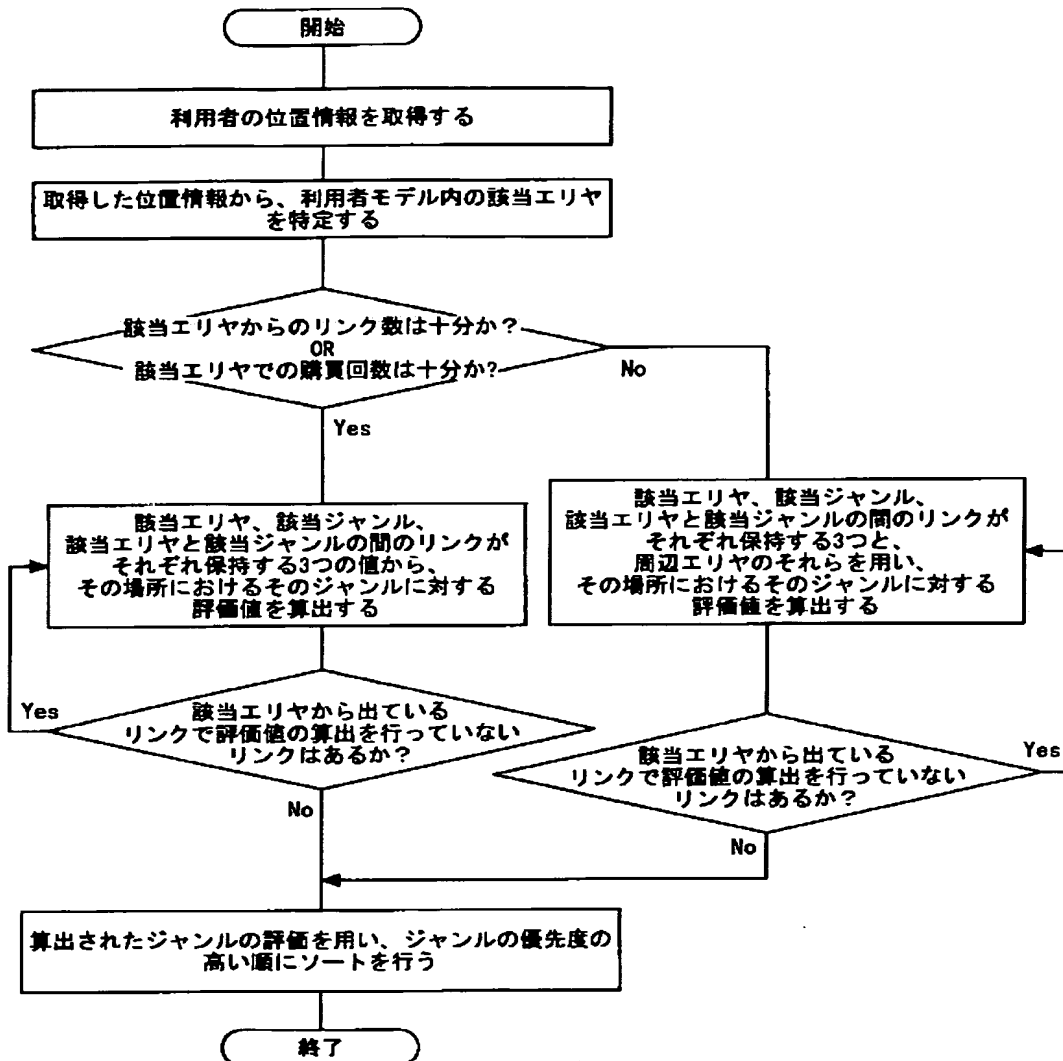 開始
利用者の位置情報を取得する
取得した位置情報から、利用者モデル内の該当エリヤ
を特定する
該当エリヤからのリンク数は十分か？
OR
該当エリヤでの購買回数は十分か?
No
Yes
該当エリヤ、該当ジャンル、
該当エリヤと該当ジャンルの間のリンクが
それぞれ保持する3つの値から、
その場所におけるそのジャンルに対する
評価値を算出する
該当エリヤ、該当ジャンル、
該当エリヤと該当ジャンルの間のリンクが
それぞれ保持する3つと、
周辺エリヤのそれらを用い、
その場所におけるそのジャンルに対する
評価値を算出する
Yes
該当エリヤから出ている
リンクで評価値の算出を行っていない
リンクはあるか？
No
該当エリヤから出ている
リンクで評価値の算出を行っていない
リンクはあるか？
Yes
No
算出されたジャンルの評価を用い、ジャンルの優先度の
高い順にソートを行う
終了